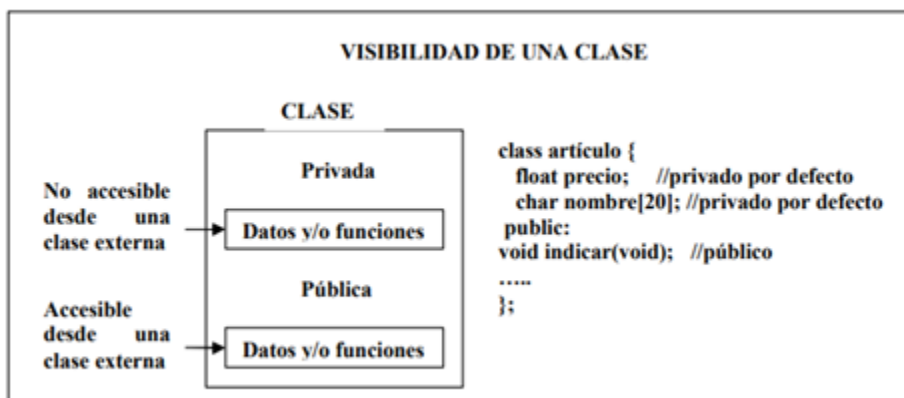 VISIBILIDAD DE UNA CLASE
CLASE
Privada
No accesible
desde una
clase externa
Datos y/o funciones
Pública
Accesible
desde una
clase externa
Datos y/o funciones
class artículo {
float precio; //privado por defecto
char nombre[20]; //privado por defecto
public:
void indicar(void); //público
.....
};